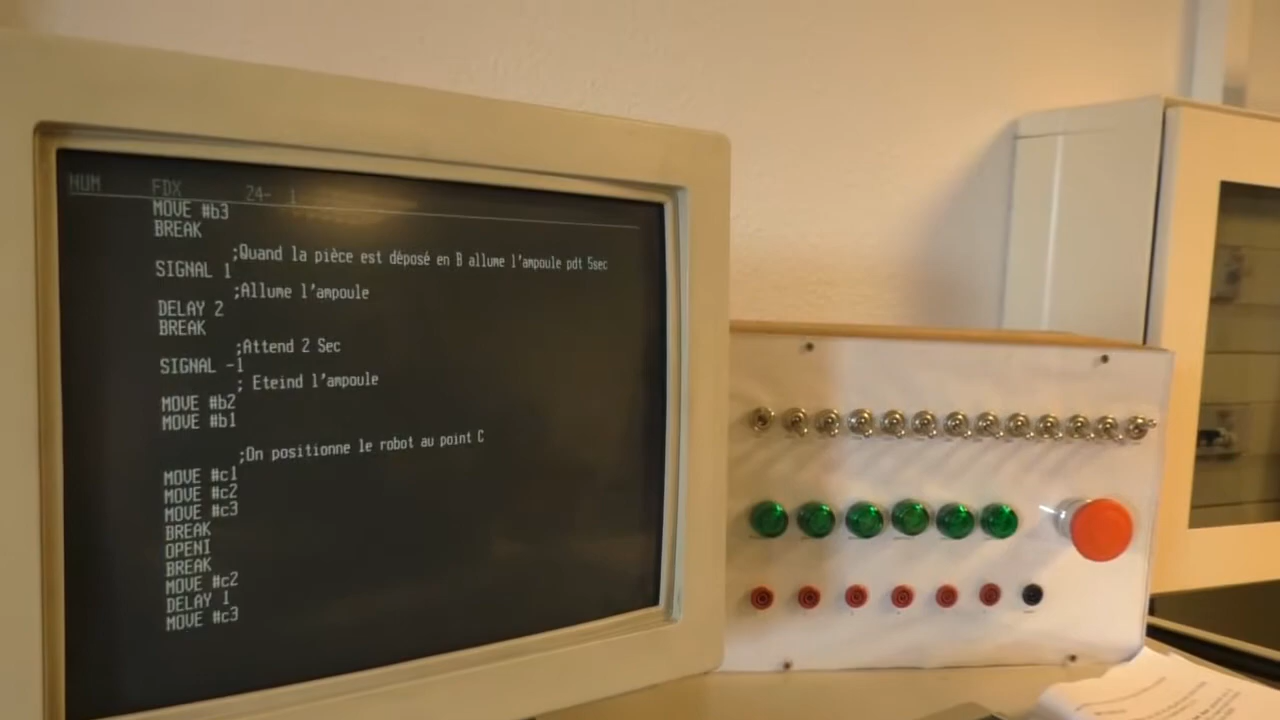 NUM FDX 24- 1
MOVE #b3
BREAK
;Quand la pièce est déposé en B allume l'ampoule pdt 5sec
SIGNAL 1
;Allume l'ampoule
DELAY 2
BREAK
;Attend 2 Sec
SIGNAL -1
; Eteind l'ampoule
MOVE #b2
MOVE #b1
;On positionne le robot au point C
MOVE #c1
MOVE #c2
MOVE #c3
BREAK
OPENI
BREAK
MOVE #c2
DELAY 1
MOVE #c3